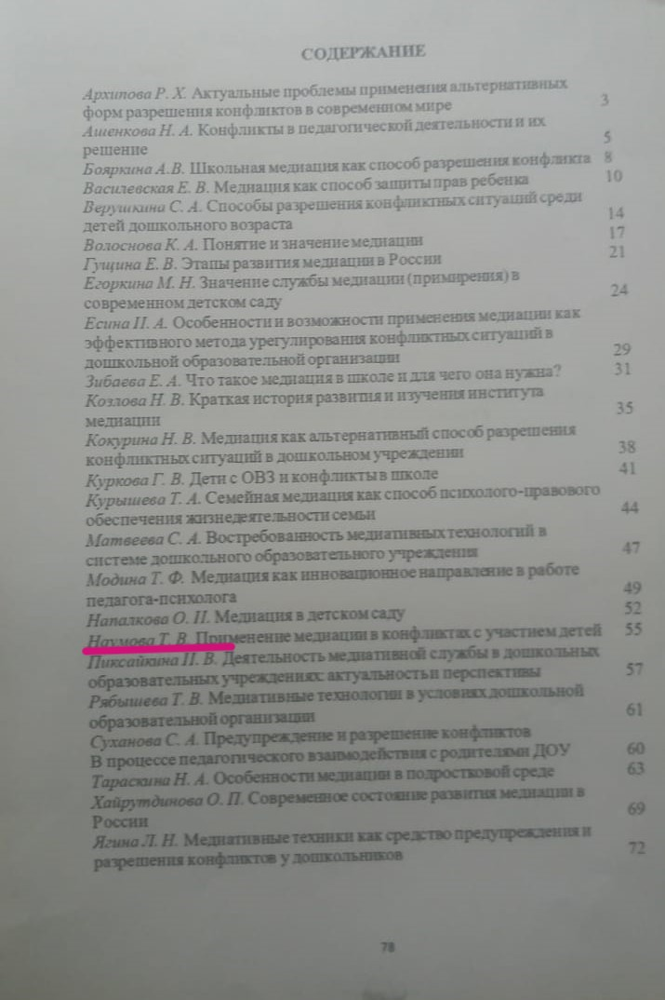 СОДЕРЖАНИЕ
Архипова Р. Х. Актуальные проблемы применения альтернативных
форм разрешения конфликтов в современном мире 3
Ашенкова Н. А. Конфликты в педагогической деятельности и их
решение 5
Бояркина А.В. Школьная медиация как способ разрешения конфликта 8
Василевская Е. В. Медиация как способ защиты прав ребенка 10
Верушкина С. А. Способы разрешения конфликтных ситуаций среди
детей дошкольного возраста 14
Волоснова К. А. Понятие и значение медиации 17
Гущина Е. В. Этапы развития медиации в России 21
Егоркина М. Н. Значение службы медиации (примирения) в
современном детском саду 24
Есина П. А. Особенности и возможности применения медиации как
эффективного метода урегулирования конфликтных ситуаций в
дошкольной образовательной организации 29
Зибаева Е. А. Что такое медиация в школе и для чего она нужна? 31
Козлова Н. В. Краткая история развития и изучения института
медиации 35
Кокурина Н. В. Медиация как альтернативный способ разрешения
конфликтных ситуаций в дошкольном учреждении 38
Куркова Г. В. Дети с ОВЗ и конфликты в школе 41
Курышева Т. А. Семейная медиация как способ психолого-правового
обеспечения жизнедеятельности семьи 44
Матвеева С. А. Востребованность медиативных технологий в
системе дошкольного образовательного учреждения 47
Модина Т. Ф. Медиация как инновационное направление в работе
педагога-психолога 49
Напалкова О. П. Медиация в детском саду 52
Наумова Т. В. Применение медиации в конфликтах с участием детей 55
Пиксайкина Н. В. Деятельность медиативной службы в дошкольных
образовательных учреждениях: актуальность и перспективы 57
Рябышева Т. В. Медиативные технологии в условиях дошкольной
образовательной организации 61
Суханова С. А. Предупреждение и разрешение конфликтов
В процессе педагогического взаимодействия с родителями ДОУ 60
Тараскина Н. А. Особенности медиации в подростковой среде 63
Хайрутдинова О. П. Современное состояние развития медиации в
России 69
Ягина Л. Н. Медиативные техники как средство предупреждения и
разрешения конфликтов у дошкольников 72
78